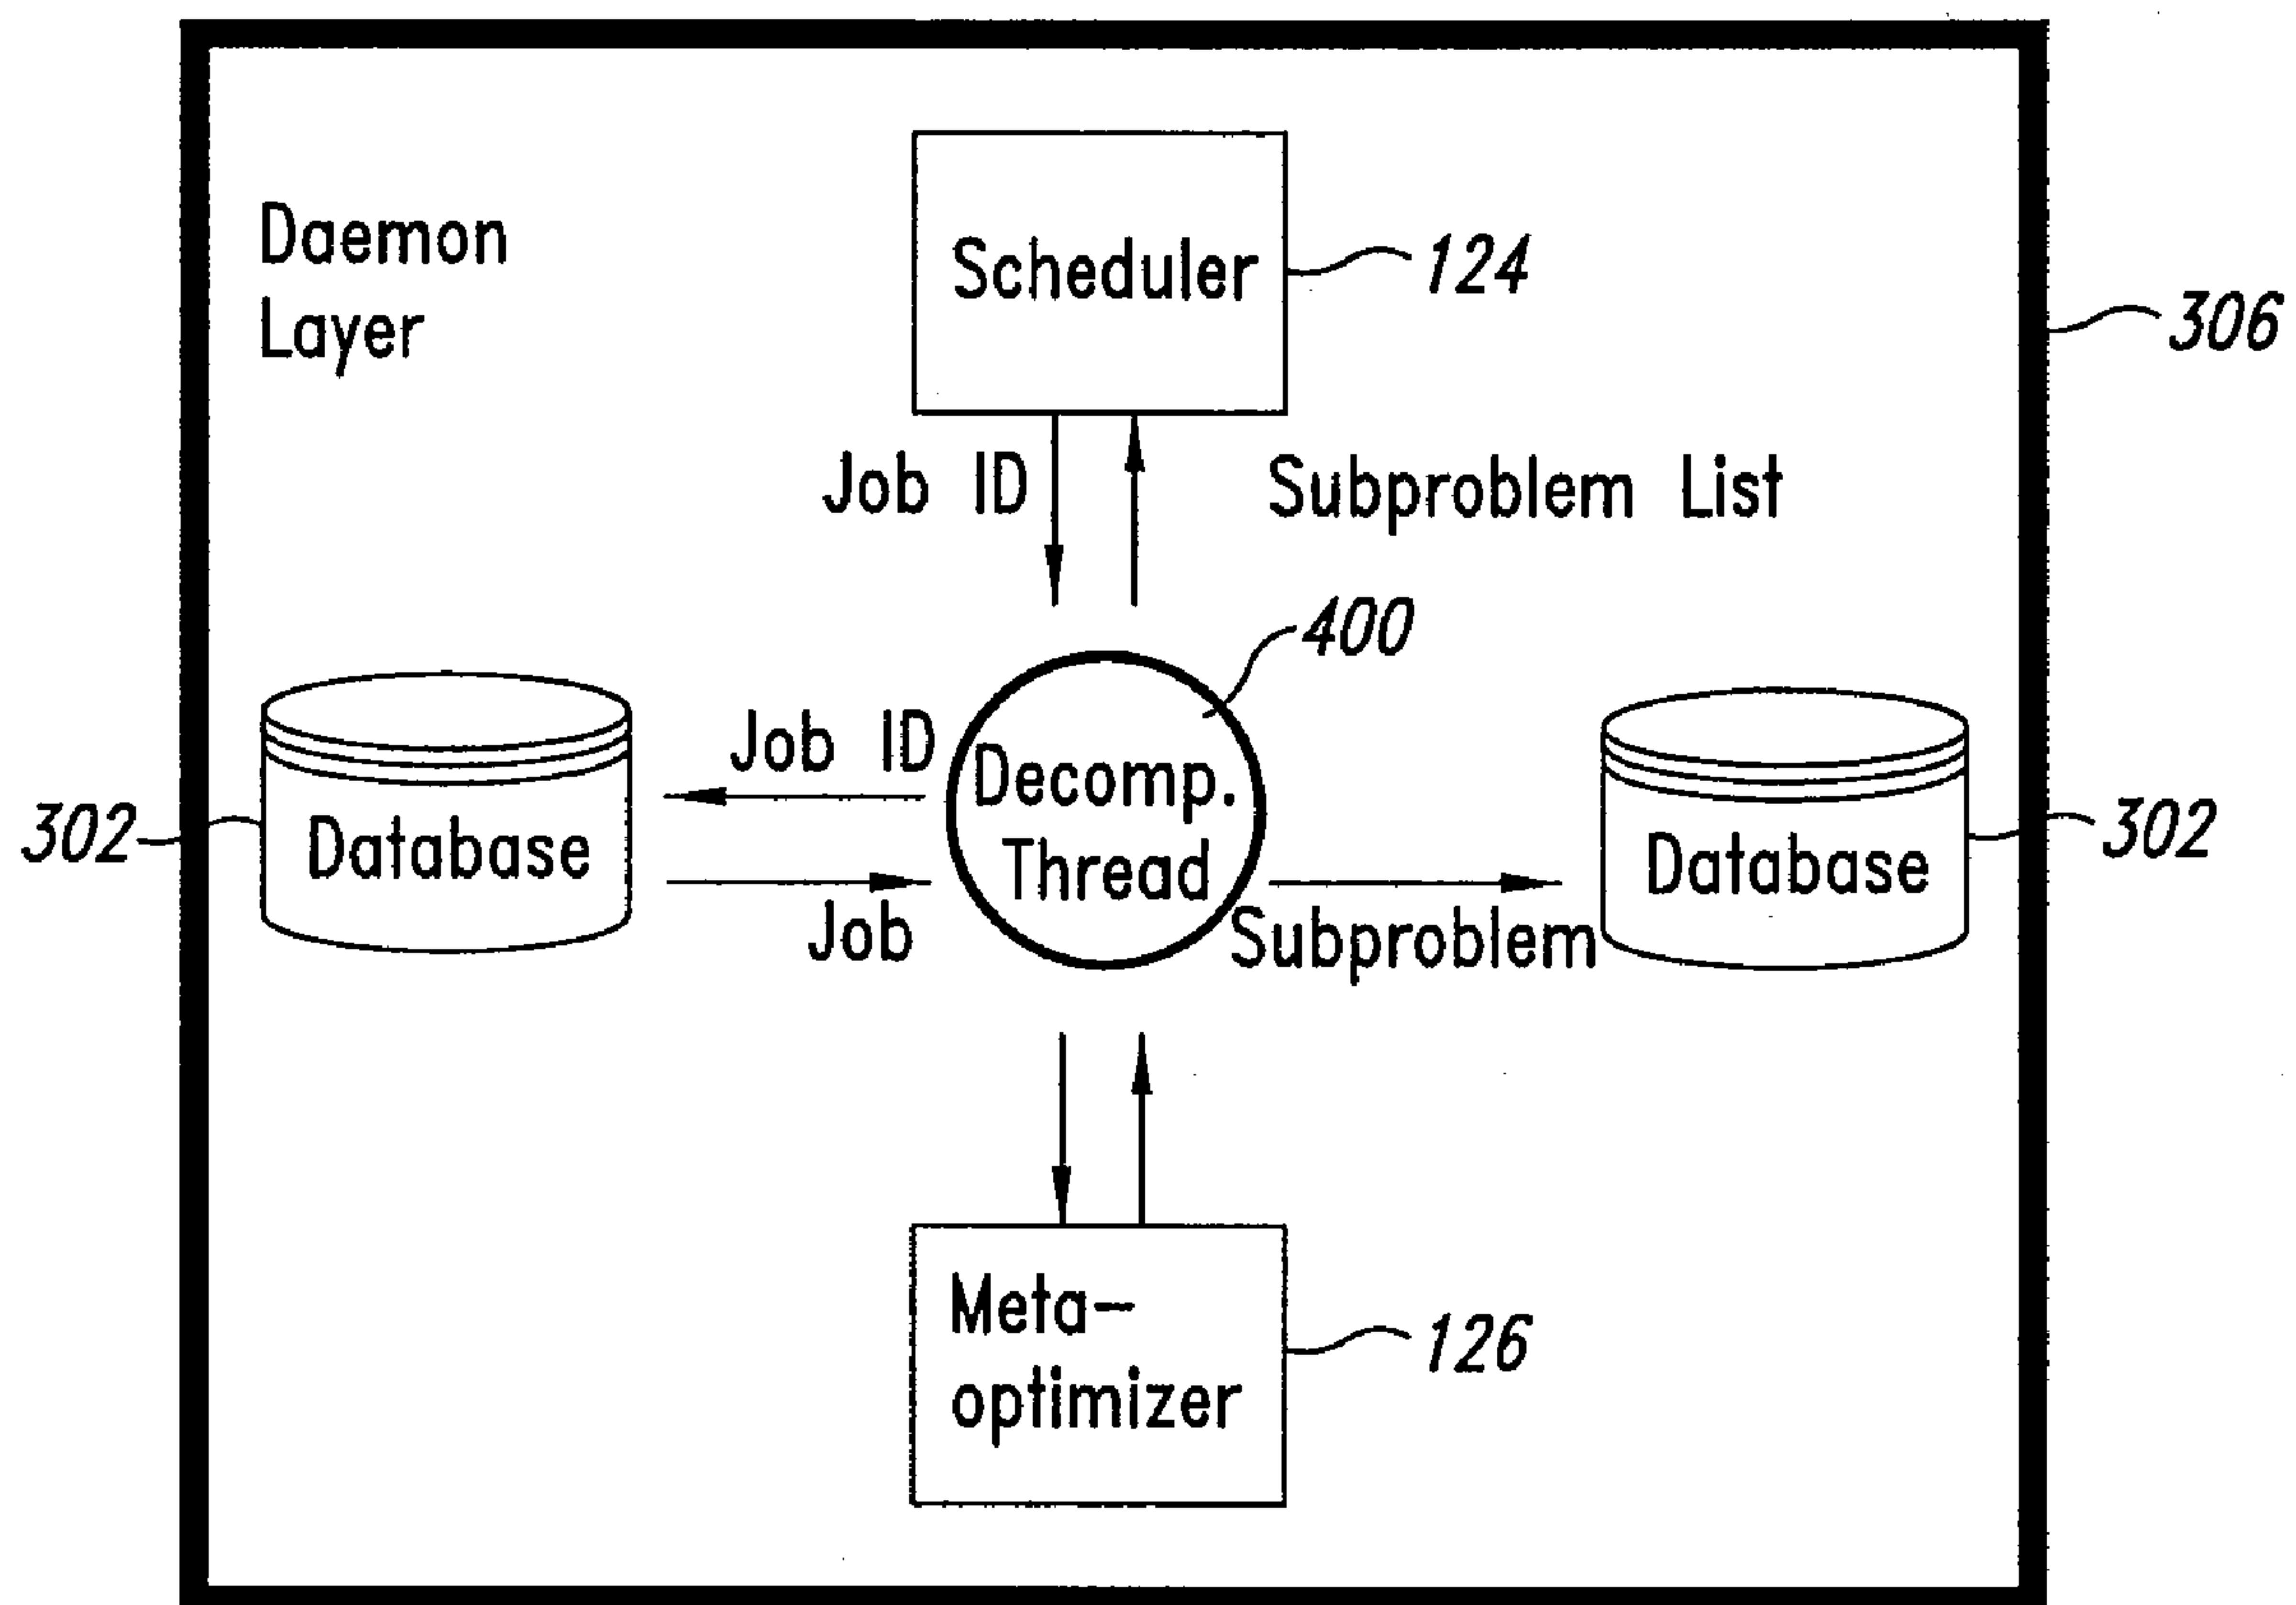 Daemon
Layer
Scheduler
124
306
Job ID
Subproblem List
400
Job ID
Decomp.
Thread
302
Database
Job
Subproblem
Database
302
Meta-
optimizer
126